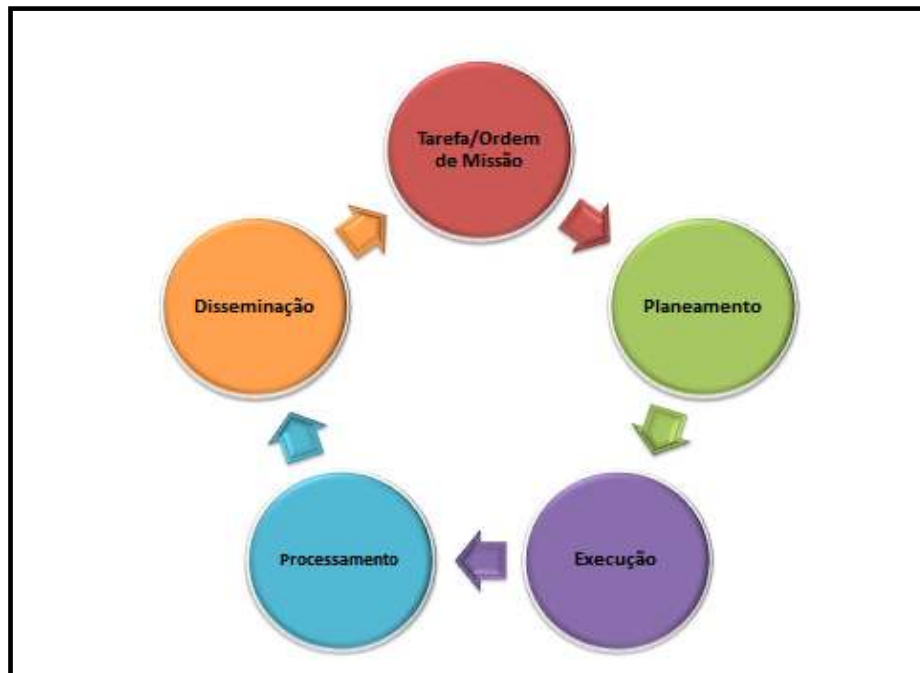 Tarefa/Ordem
de Missão
Planeamento
Execução
Processamento
Disseminação